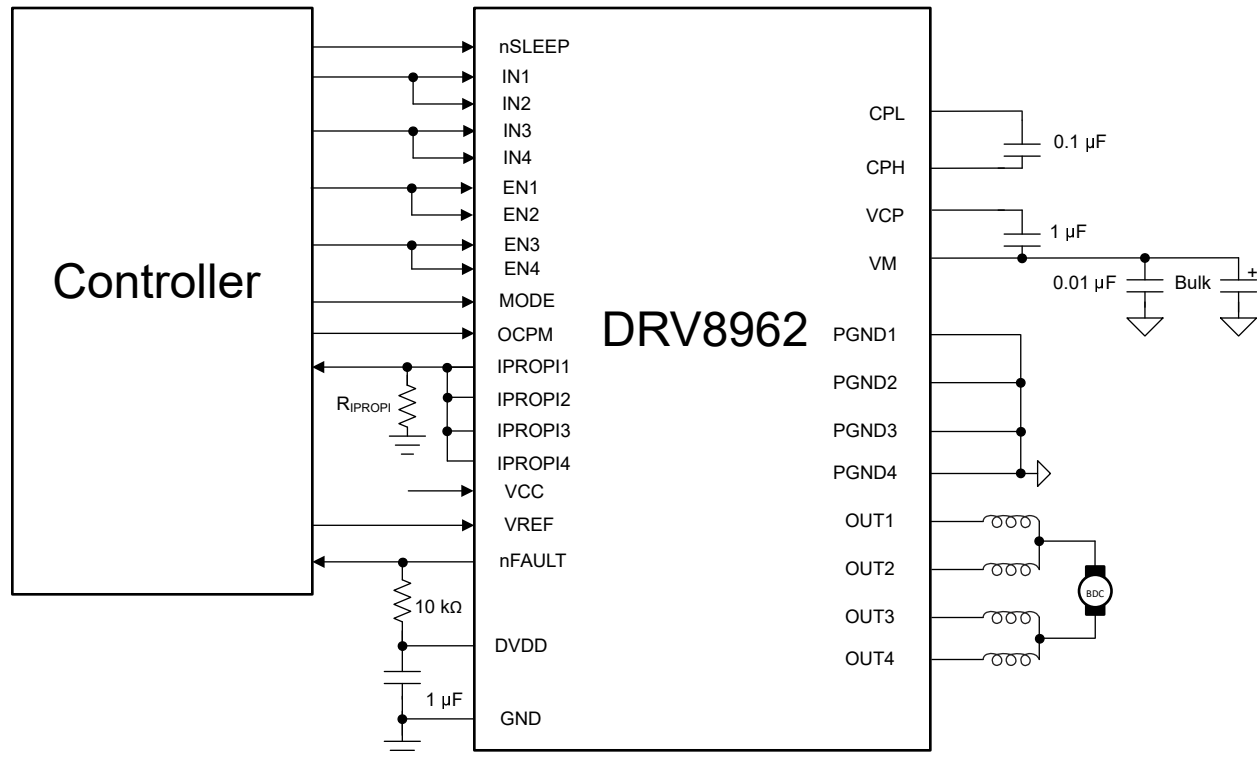 Controller
DRV8962
nSLEEP
IN1
IN2
IN3
IN4
EN1
EN2
EN3
EN4
MODE
OCPM
IPROPI1
IPROPI2
IPROPI3
IPROPI4
VCC
VREF
nFAULT
DVDD
GND
RIPROPI
10 kΩ
1 µF
CPL
CPH
VCP
VM
PGND1
PGND2
PGND3
PGND4
OUT1
OUT2
OUT3
OUT4
0.1 µF
1 µF
0.01 µF
Bulk
+
BDC